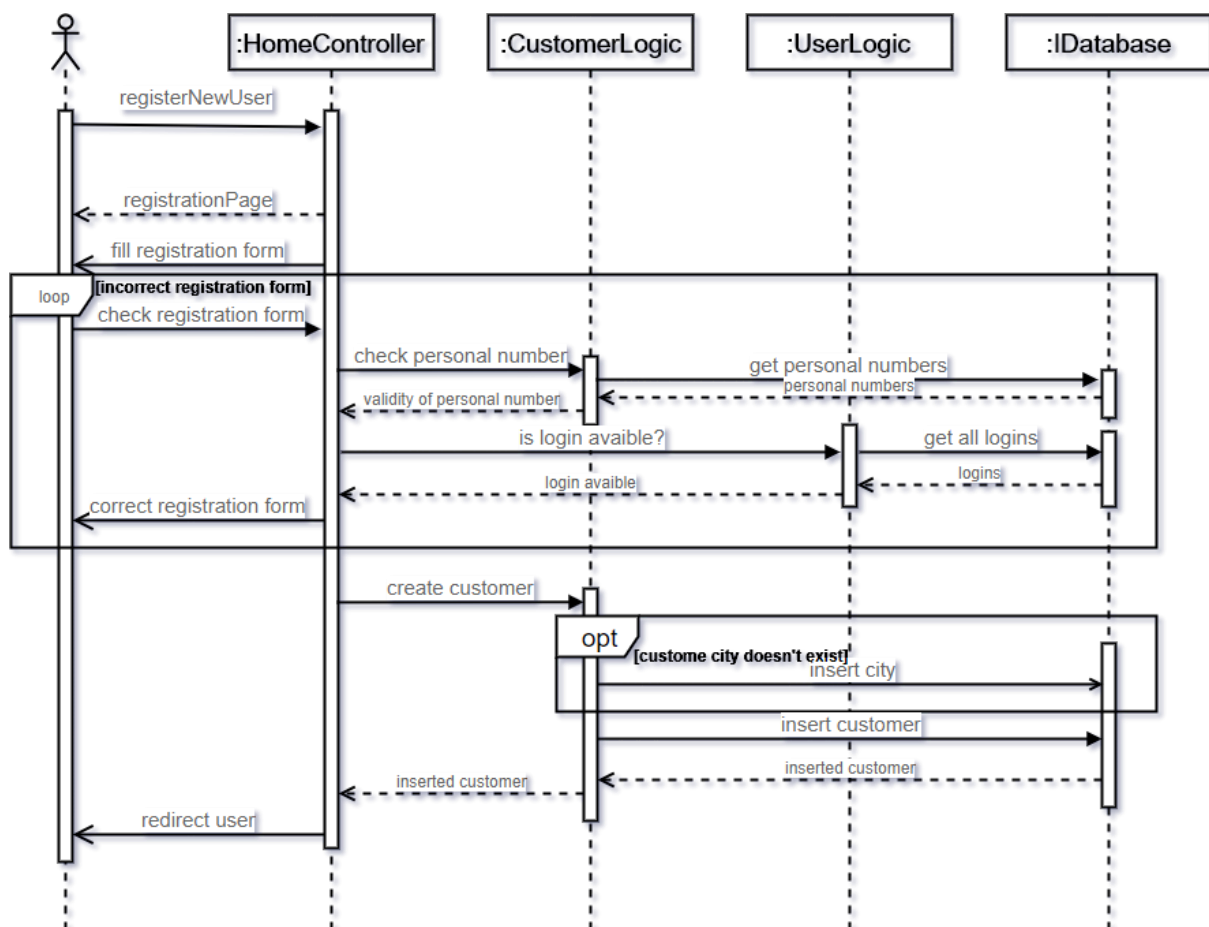 :HomeController
:CustomerLogic
:UserLogic
:IDatabase
registerNewUser
registrationPage
fill registration form
loop
[incorrect registration form]
check registration form
check personal number
get personal numbers
personal numbers
validity of personal number
is login avaible?
get all logins
logins
login avaible
correct registration form
create customer
opt
[custome city doesn't exist]
insert city
insert customer
inserted customer
inserted customer
redirect user